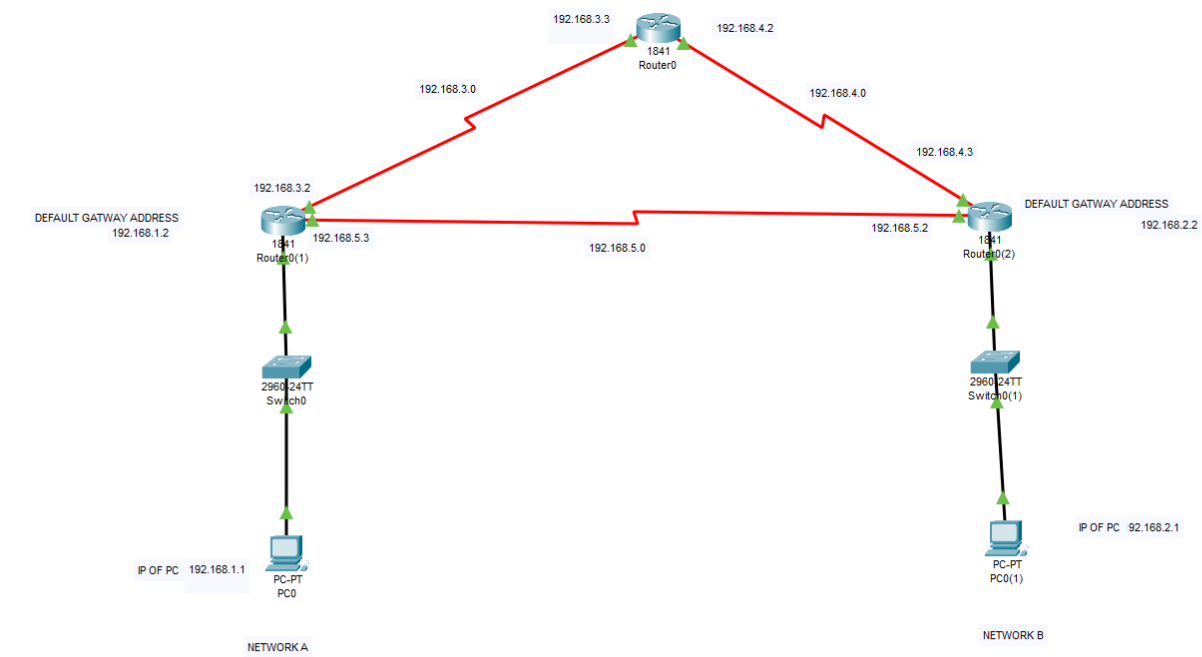 192.168.3.3
192.168.4.2
1841
Router0
192.168.3.0
192.168.4.0
192.168.4.3
192.168.3.2
DEFAULT GATWAY ADDRESS
192.168.1.2
DEFAULT GATWAY ADDRESS
192.168.2.2
192.168.5.3
192.168.5.0
192.168.5.2
1841
Router0(1)
1841
Router0(2)
2960-24TT
Switch0
2960-24TT
Switch0(1)
IP OF PC 92.168.2.1
IP OF PC 192.168.1.1
PC-PT
PC0
PC-PT
PC0(1)
NETWORK A
NETWORK B